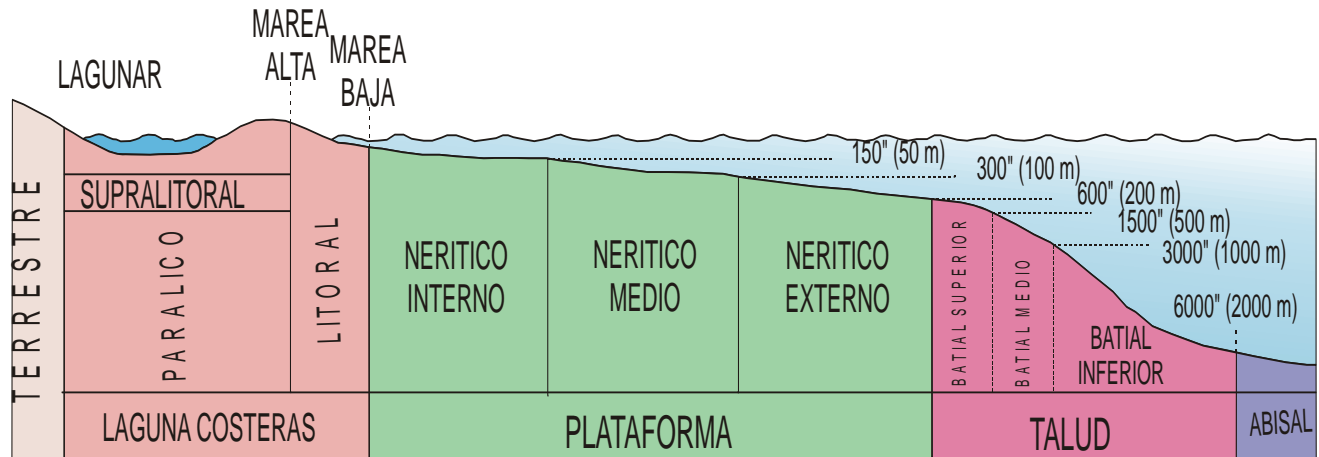 MAREA
ALTA
MAREA
BAJA
LAGUNAR
150" (50 m)
300" (100 m)
600" (200 m)
1500" (500 m)
3000" (1000 m)
6000" (2000 m)
TERRESTRE
SUPRALITORAL
PARALICO
LITORAL
NERITICO
INTERNO
NERITICO
MEDIO
NERITICO
EXTERNO
BATIAL SUPERIOR
BATIAL MEDIO
BATIAL
INFERIOR
LAGUNA COSTERAS
PLATAFORMA
TALUD
ABISAL